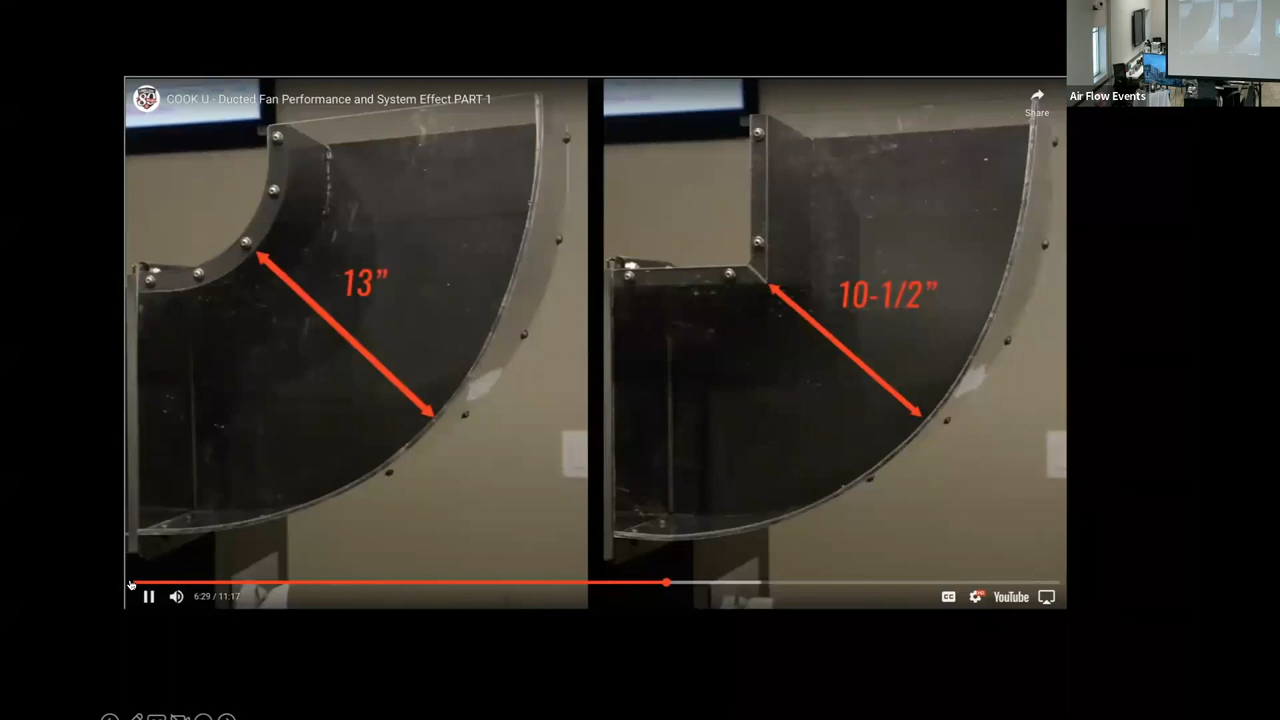 COOK U - Ducted Fan Performance and System Effect PART 1
Share
Air Flow Events
13”
10-1/2”
6:29 / 11:17
CC
YouTube